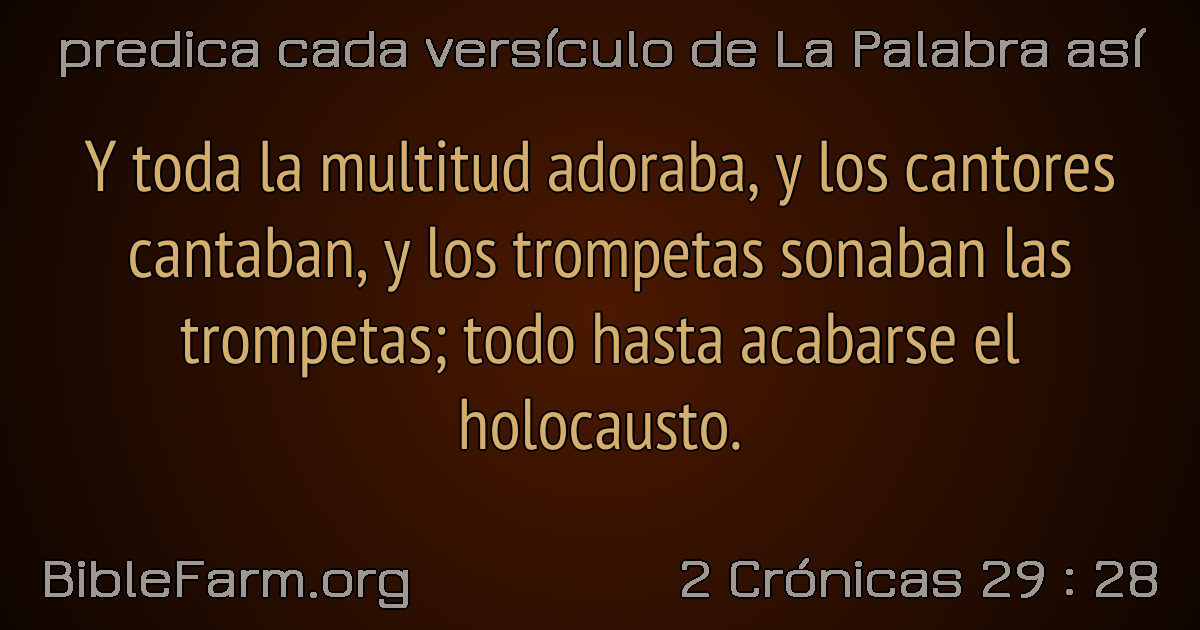 predica cada versículo de La Palabra así
Y toda la multitud adoraba, y los cantores
cantaban, y los trompetas sonaban las
trompetas; todo hasta acabarse el
holocausto.
BibleFarm.org
2 Crónicas 29 : 28